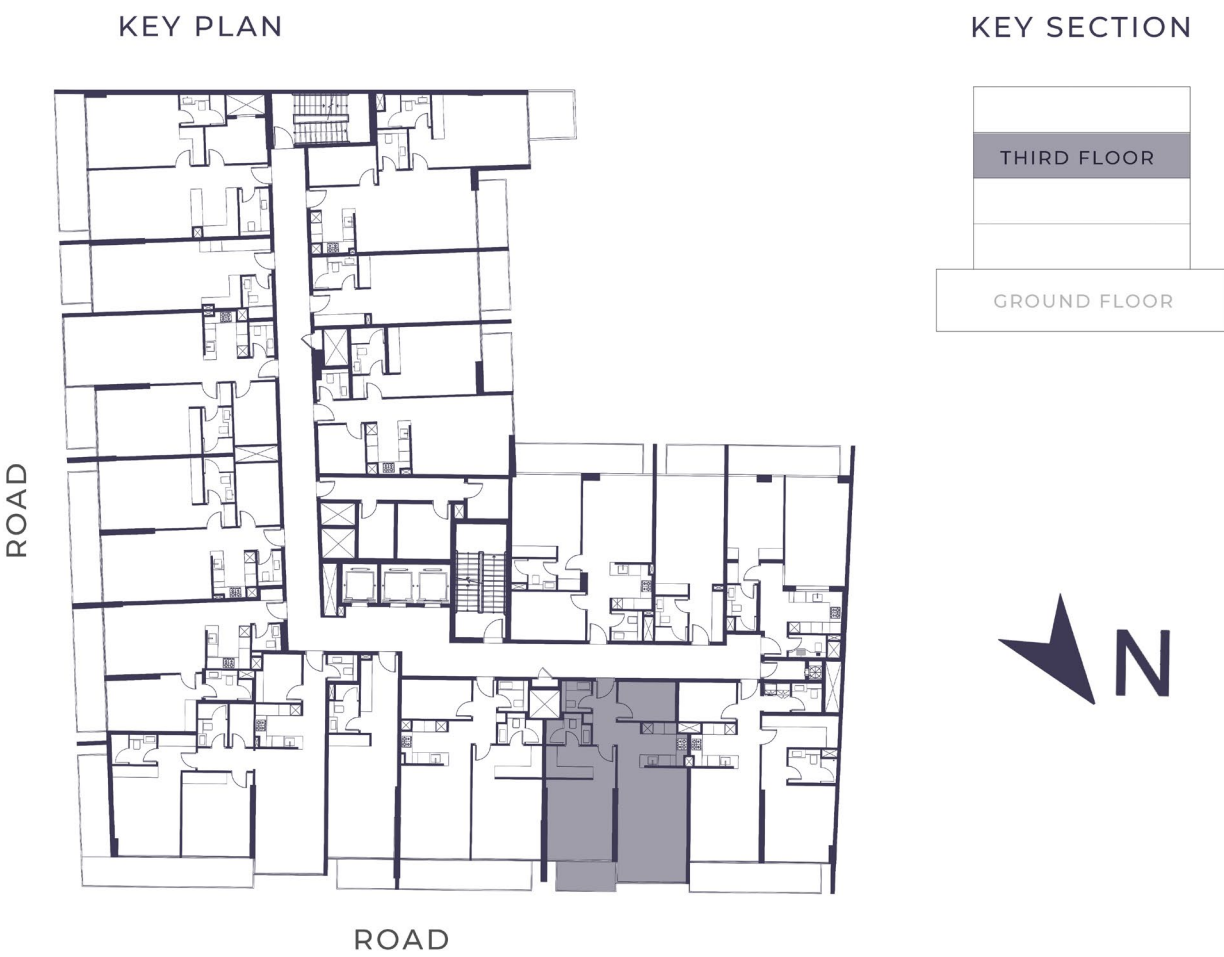 KEY PLAN
KEY SECTION
THIRD FLOOR
GROUND FLOOR
ROAD
N
ROAD